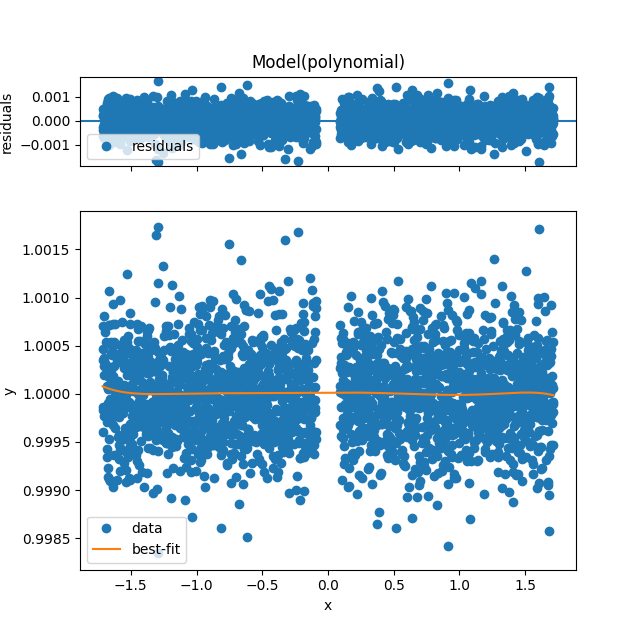 Model(polynomial)
0.001
0.000
−0.001
residuals
residuals
1.0015
1.0010
1.0005
1.0000
0.9995
0.9990
0.9985
y
data
best-fit
−1.5 −1.0 −0.5 0.0 0.5 1.0 1.5
x